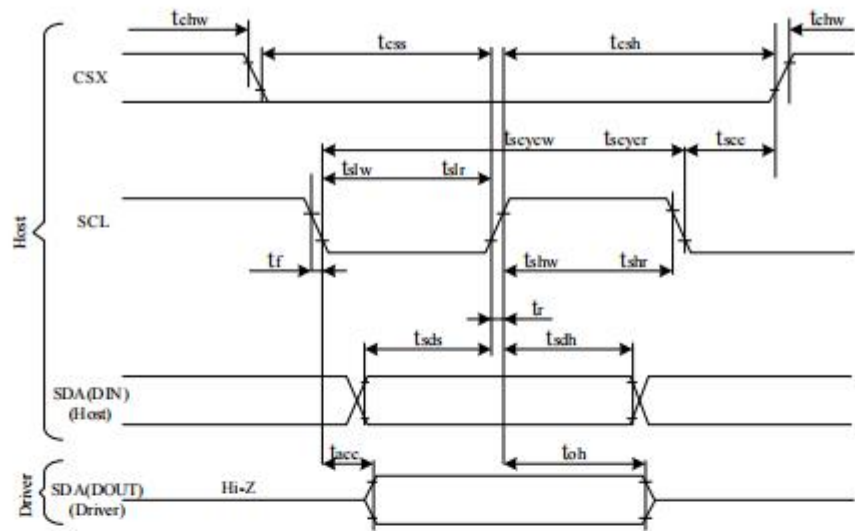 tchw
tcss
tcsh
tchw
CSX
tscycw
tscycr
tscc
tslw
tslr
SCL
Host
tf
tshw
tshr
tr
tsds
tsdh
SDA(DIN)
(Host)
tacc
toh
SDA(DOUT)
(Driver)
Hi-Z
Driver